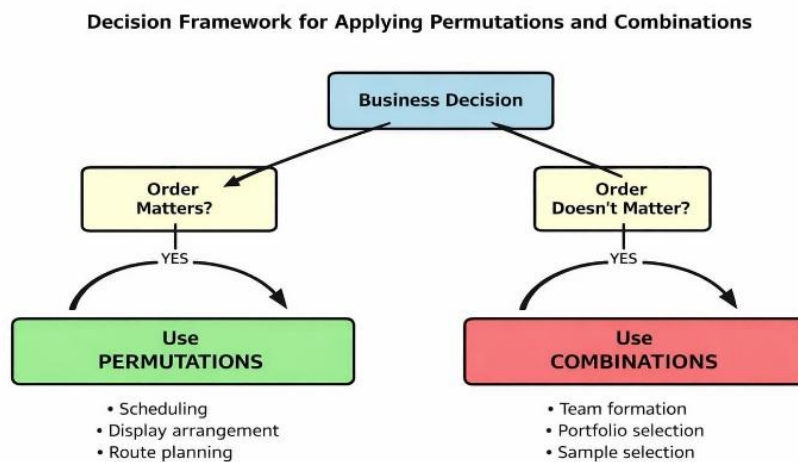 Decision Framework for Applying Permutations and Combinations
Business Decision
Order
Matters?
YES
Use
PERMUTATIONS
• Scheduling
• Display arrangement
• Route planning
Order
Doesn't Matter?
YES
Use
COMBINATIONS
• Team formation
• Portfolio selection
• Sample selection